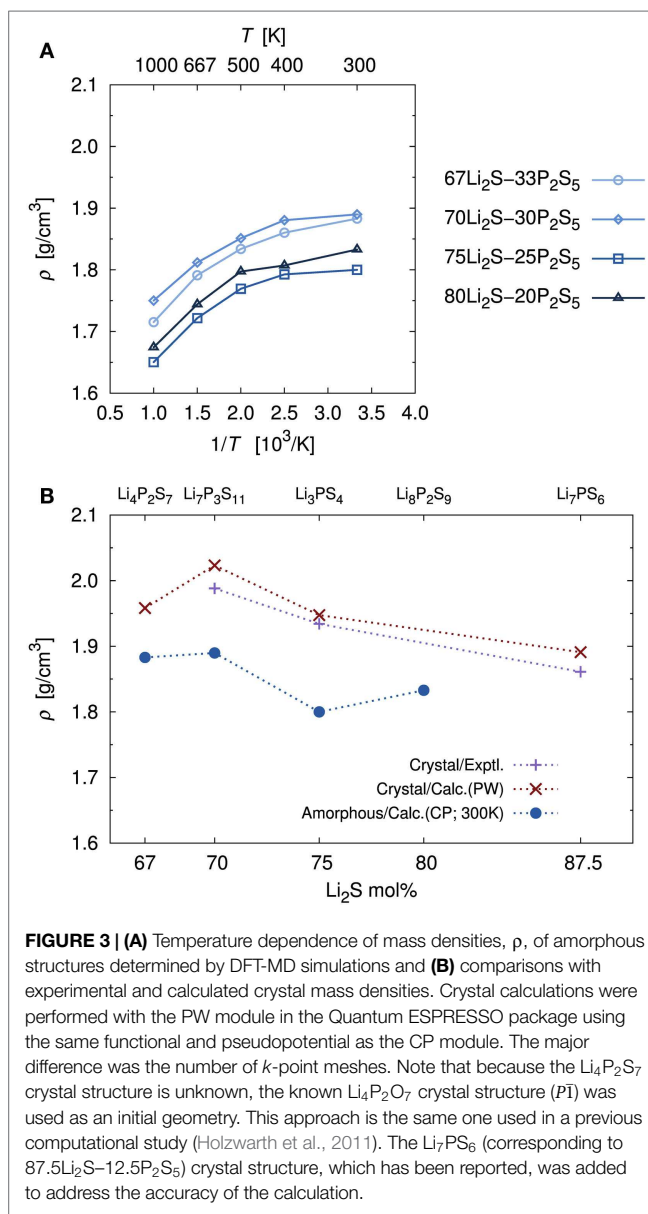 A
T [K]
1000 667 500 400 300
2.1
2.0
1.9
1.8
1.7
1.6
ρ [g/cm³]
0.5 1.0 1.5 2.0 2.5 3.0 3.5 4.0
1/T [10³/K]
67Li₂S–33P₂S₅
70Li₂S–30P₂S₅
75Li₂S–25P₂S₅
80Li₂S–20P₂S₅
B
Li₄P₂S₇ Li₇P₃S₁₁ Li₃PS₄ Li₈P₂S₉ Li₇PS₆
2.1
2.0
1.9
1.8
1.7
1.6
ρ [g/cm³]
Crystal/Exptl.
Crystal/Calc.(PW)
Amorphous/Calc.(CP; 300K)
67 70 75 80 87.5
Li₂S mol%
FIGURE 3 | (A) Temperature dependence of mass densities, ρ, of amorphous
structures determined by DFT-MD simulations and (B) comparisons with
experimental and calculated crystal mass densities. Crystal calculations were
performed with the PW module in the Quantum ESPRESSO package using
the same functional and pseudopotential as the CP module. The major
difference was the number of k-point meshes. Note that because the Li₄P₂S₇
crystal structure is unknown, the known Li₄P₂O₇ crystal structure (P1̅) was
used as an initial geometry. This approach is the same one used in a previous
computational study (Holzwarth et al., 2011). The Li₇PS₆ (corresponding to
87.5Li₂S–12.5P₂S₅) crystal structure, which has been reported, was added
to address the accuracy of the calculation.